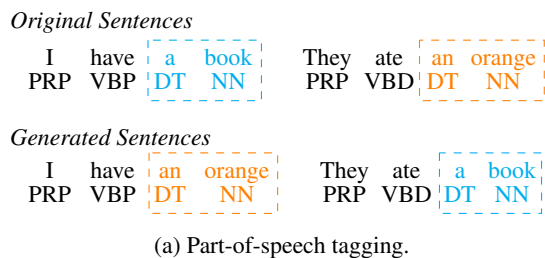 Original Sentences
I have a book They ate an orange
PRP VBP DT NN PRP VBD DT NN
Generated Sentences
I have an orange They ate a book
PRP VBP DT NN PRP VBD DT NN
(a) Part-of-speech tagging.